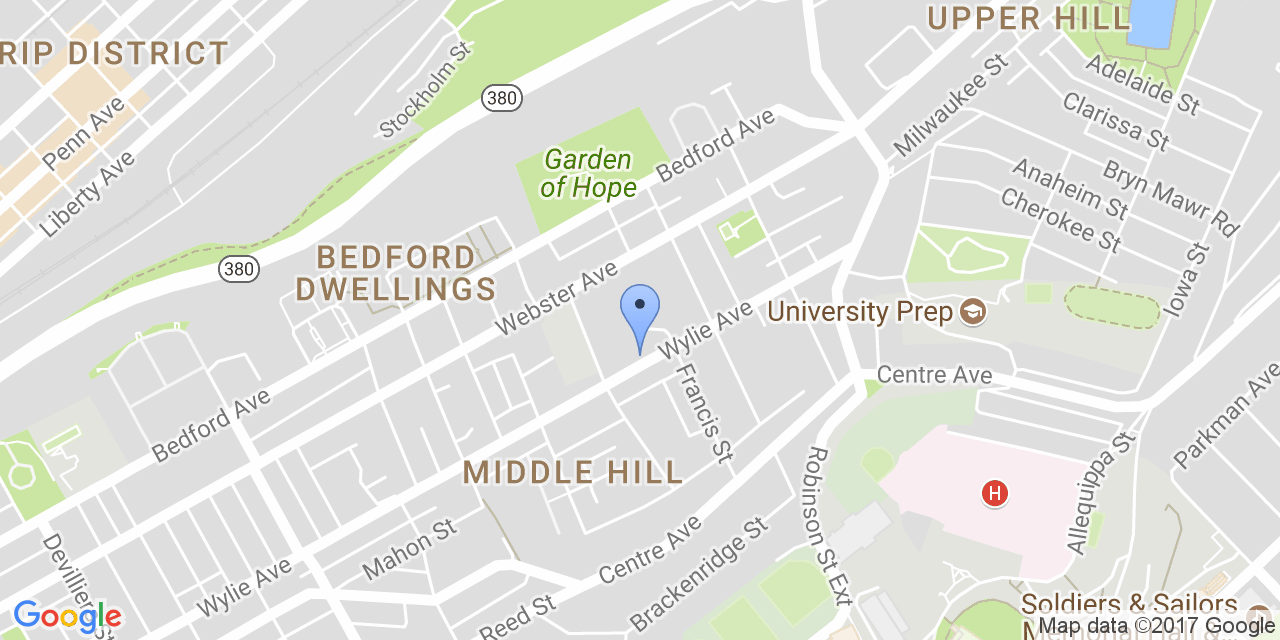 UPPER HILL
RIP DISTRICT
Stockholm St
380
Penn Ave
Liberty Ave
Milwaukee St
Adelaide St
Clarissa St
Bedford Ave
Garden
of Hope
Anaheim St
Bryn Mawr Rd
Cherokee St
380
BEDFORD
DWELLINGS
Webster Ave
Iowa St
University Prep
Wylie Ave
Centre Ave
Francis St
Bedford Ave
Parkman Ave
MIDDLE HILL
H
Allequippa St
Robinson St Ext
Mahon St
Centre Ave
Brackenridge St
Devilliers St
Wylie Ave
Reed St
Google
Soldiers & Sailors
Map data ©2017 Google